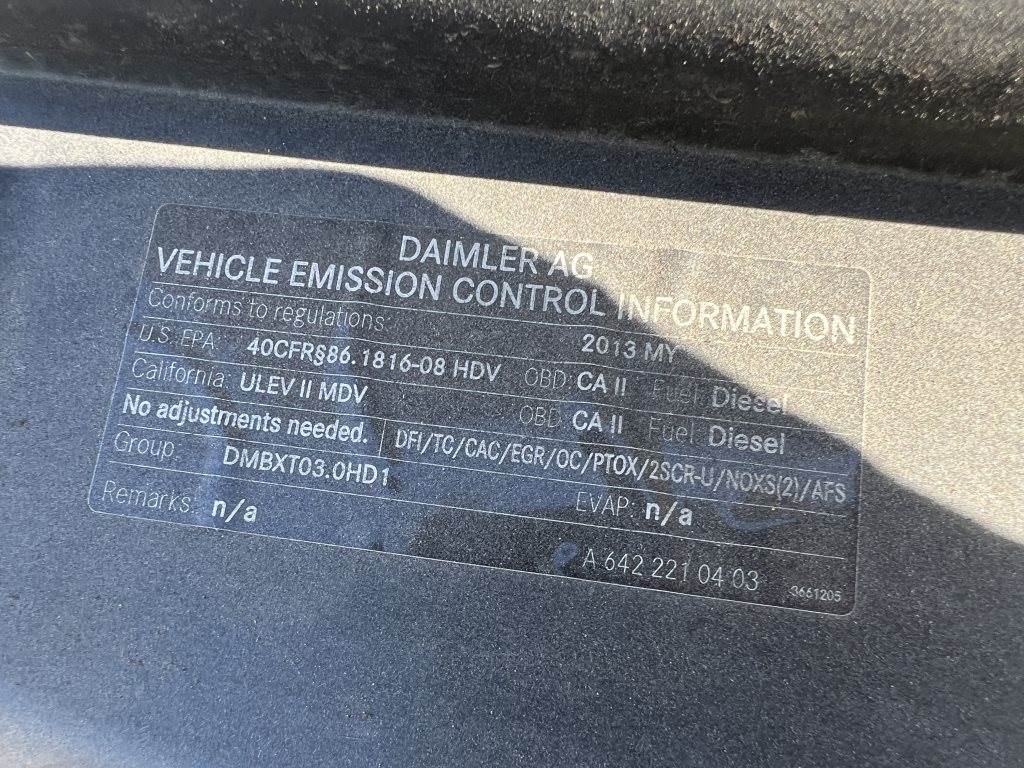 DAIMLER AG
VEHICLE EMISSION CONTROL INFORMATION
Conforms to regulations: 2013 MY
U.S. EPA: 40CFR§86.1816-08 HDV OBD: CA II Fuel: Diesel
California: ULEV II MDV OBD: CA II Fuel: Diesel
No adjustments needed. DFI/TC/CAC/EGR/OC/PTOX/2SCR-U/NOXS(2)/AFS
Group: DMBXT03.0HD1 EVAP: n/a
Remarks: n/a
A 642 221 04 03 3661205